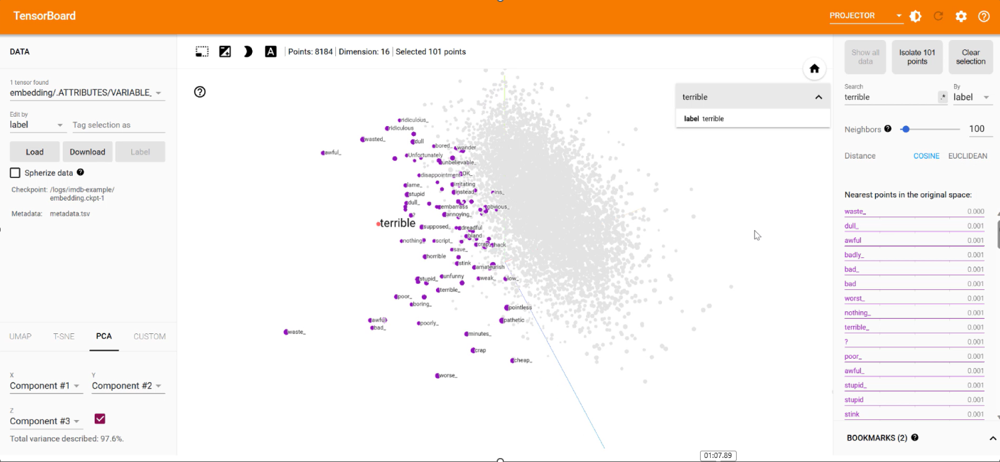 TensorBoard
PROJECTOR
DATA
1 tensor found
embedding/.ATTRIBUTES/VARIABLE_
Edit by
label
Tag selection as
Load
Download
Label
Spherize data
Checkpoint: /logs/imdb-example/
embedding.ckpt-1
Metadata: metadata.tsv
UMAP
T-SNE
PCA
CUSTOM
X
Component #1
Y
Component #2
Z
Component #3
Total variance described: 97.6%.
A
Points: 8184
Dimension: 16
Selected 101 points
terrible
label terrible
ridiculous_
ridiculous
wasted_
dull
awful_
bored_
wander
Unfortunately
unbelievable_
disappointment
OK_
lame_
irritating
stupid
instead_
ins_
dull_
embarrass
obvious_
?
annoying_
terrible
supposed_
dreadful
bland
nothing_
script_
crap_
hack
save_
horrible
stink
amateurish
stupid_
unfunny
weak_
low_
terrible_
poor_
boring_
pointless
awful
bad_
poorly_
pathetic
waste_
minutes_
crap
cheap_
worse_
01:07.89
Show all
data
Isolate 101
points
Clear
selection
Search
terrible
.*
By
label
Neighbors
100
Distance
COSINE
EUCLIDEAN
Nearest points in the original space:
waste_ 0.000
dull_ 0.001
awful 0.001
badly_ 0.001
bad_ 0.001
bad 0.001
worst_ 0.001
nothing_ 0.001
terrible_ 0.001
? 0.001
poor_ 0.001
awful_ 0.001
stupid_ 0.001
stupid 0.001
stink 0.001
BOOKMARKS (2)